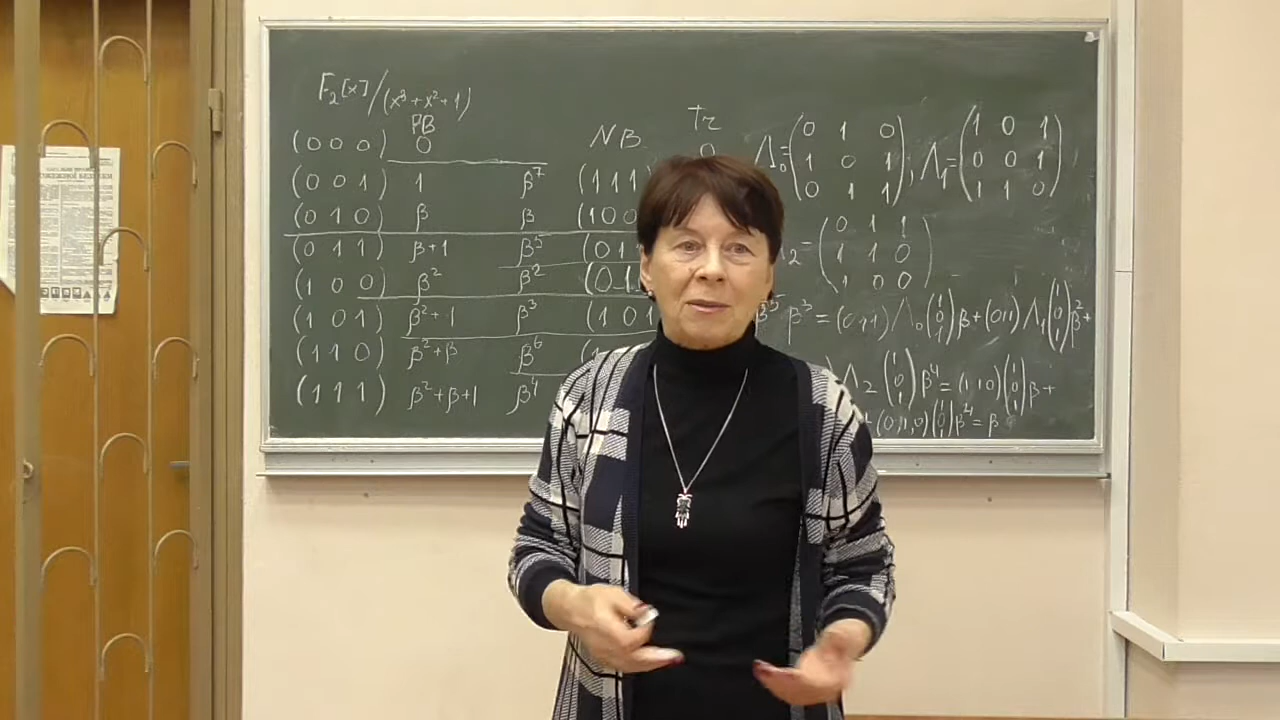 F₂[x]/(x³+x²+1)
PB NB Tr
(0 0 0) 0 0
(0 0 1) 1 β⁷ (1 1 1)
(0 1 0) β β (1 0 0
(0 1 1) β+1 β⁵ (0 1
(1 0 0) β² β² (0 1
(1 0 1) β²+1 β³ (1 0 1
(1 1 0) β²+β β⁶ (1
(1 1 1) β²+β+1 β⁴
Λ₀=(0 1 0; Λ₁=(1 0 1
1 0 1 0 0 1
0 1 1) 1 1 0)
₂=(0 1 1
1 1 0
1 0 0)
β⁵·β³=(0,1,1)Λ₀(1 0 1)β+(0,1,1)Λ₁(1 0 1)β²+
Λ₂(1 0 1)β⁴=(1 1 0)(1 0 1)β+
+(0,1,0)(1 0 1)β⁴=β